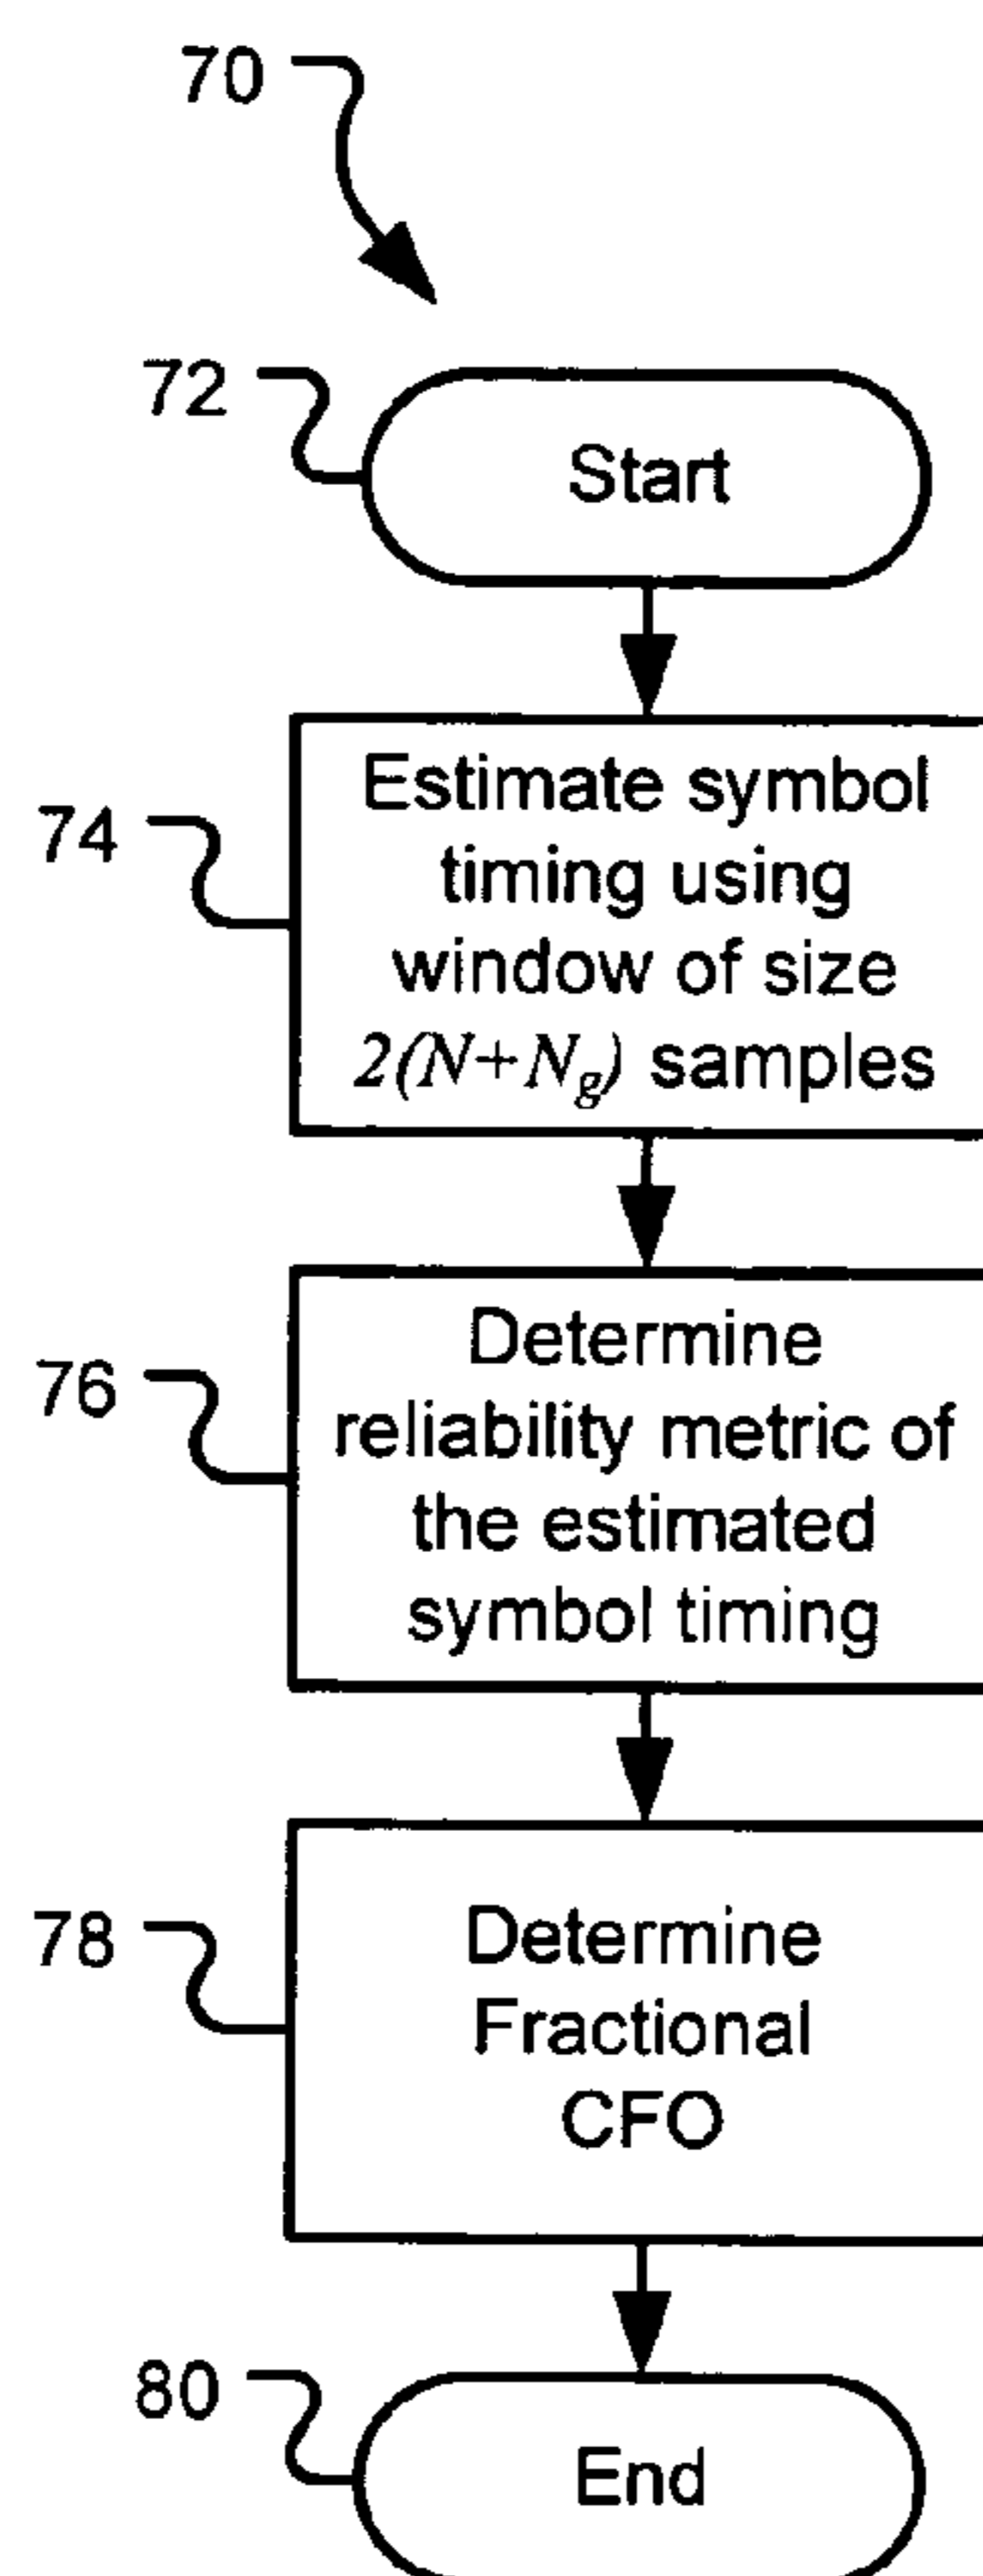 70
72
Start
74
Estimate symbol
timing using
window of size
2(N+Ng) samples
76
Determine
reliability metric of
the estimated
symbol timing
78
Determine
Fractional
CFO
80
End